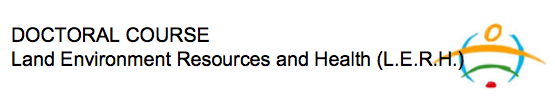 DOCTORAL COURSE
Land Environment Resources and Health (L.E.R.H.)